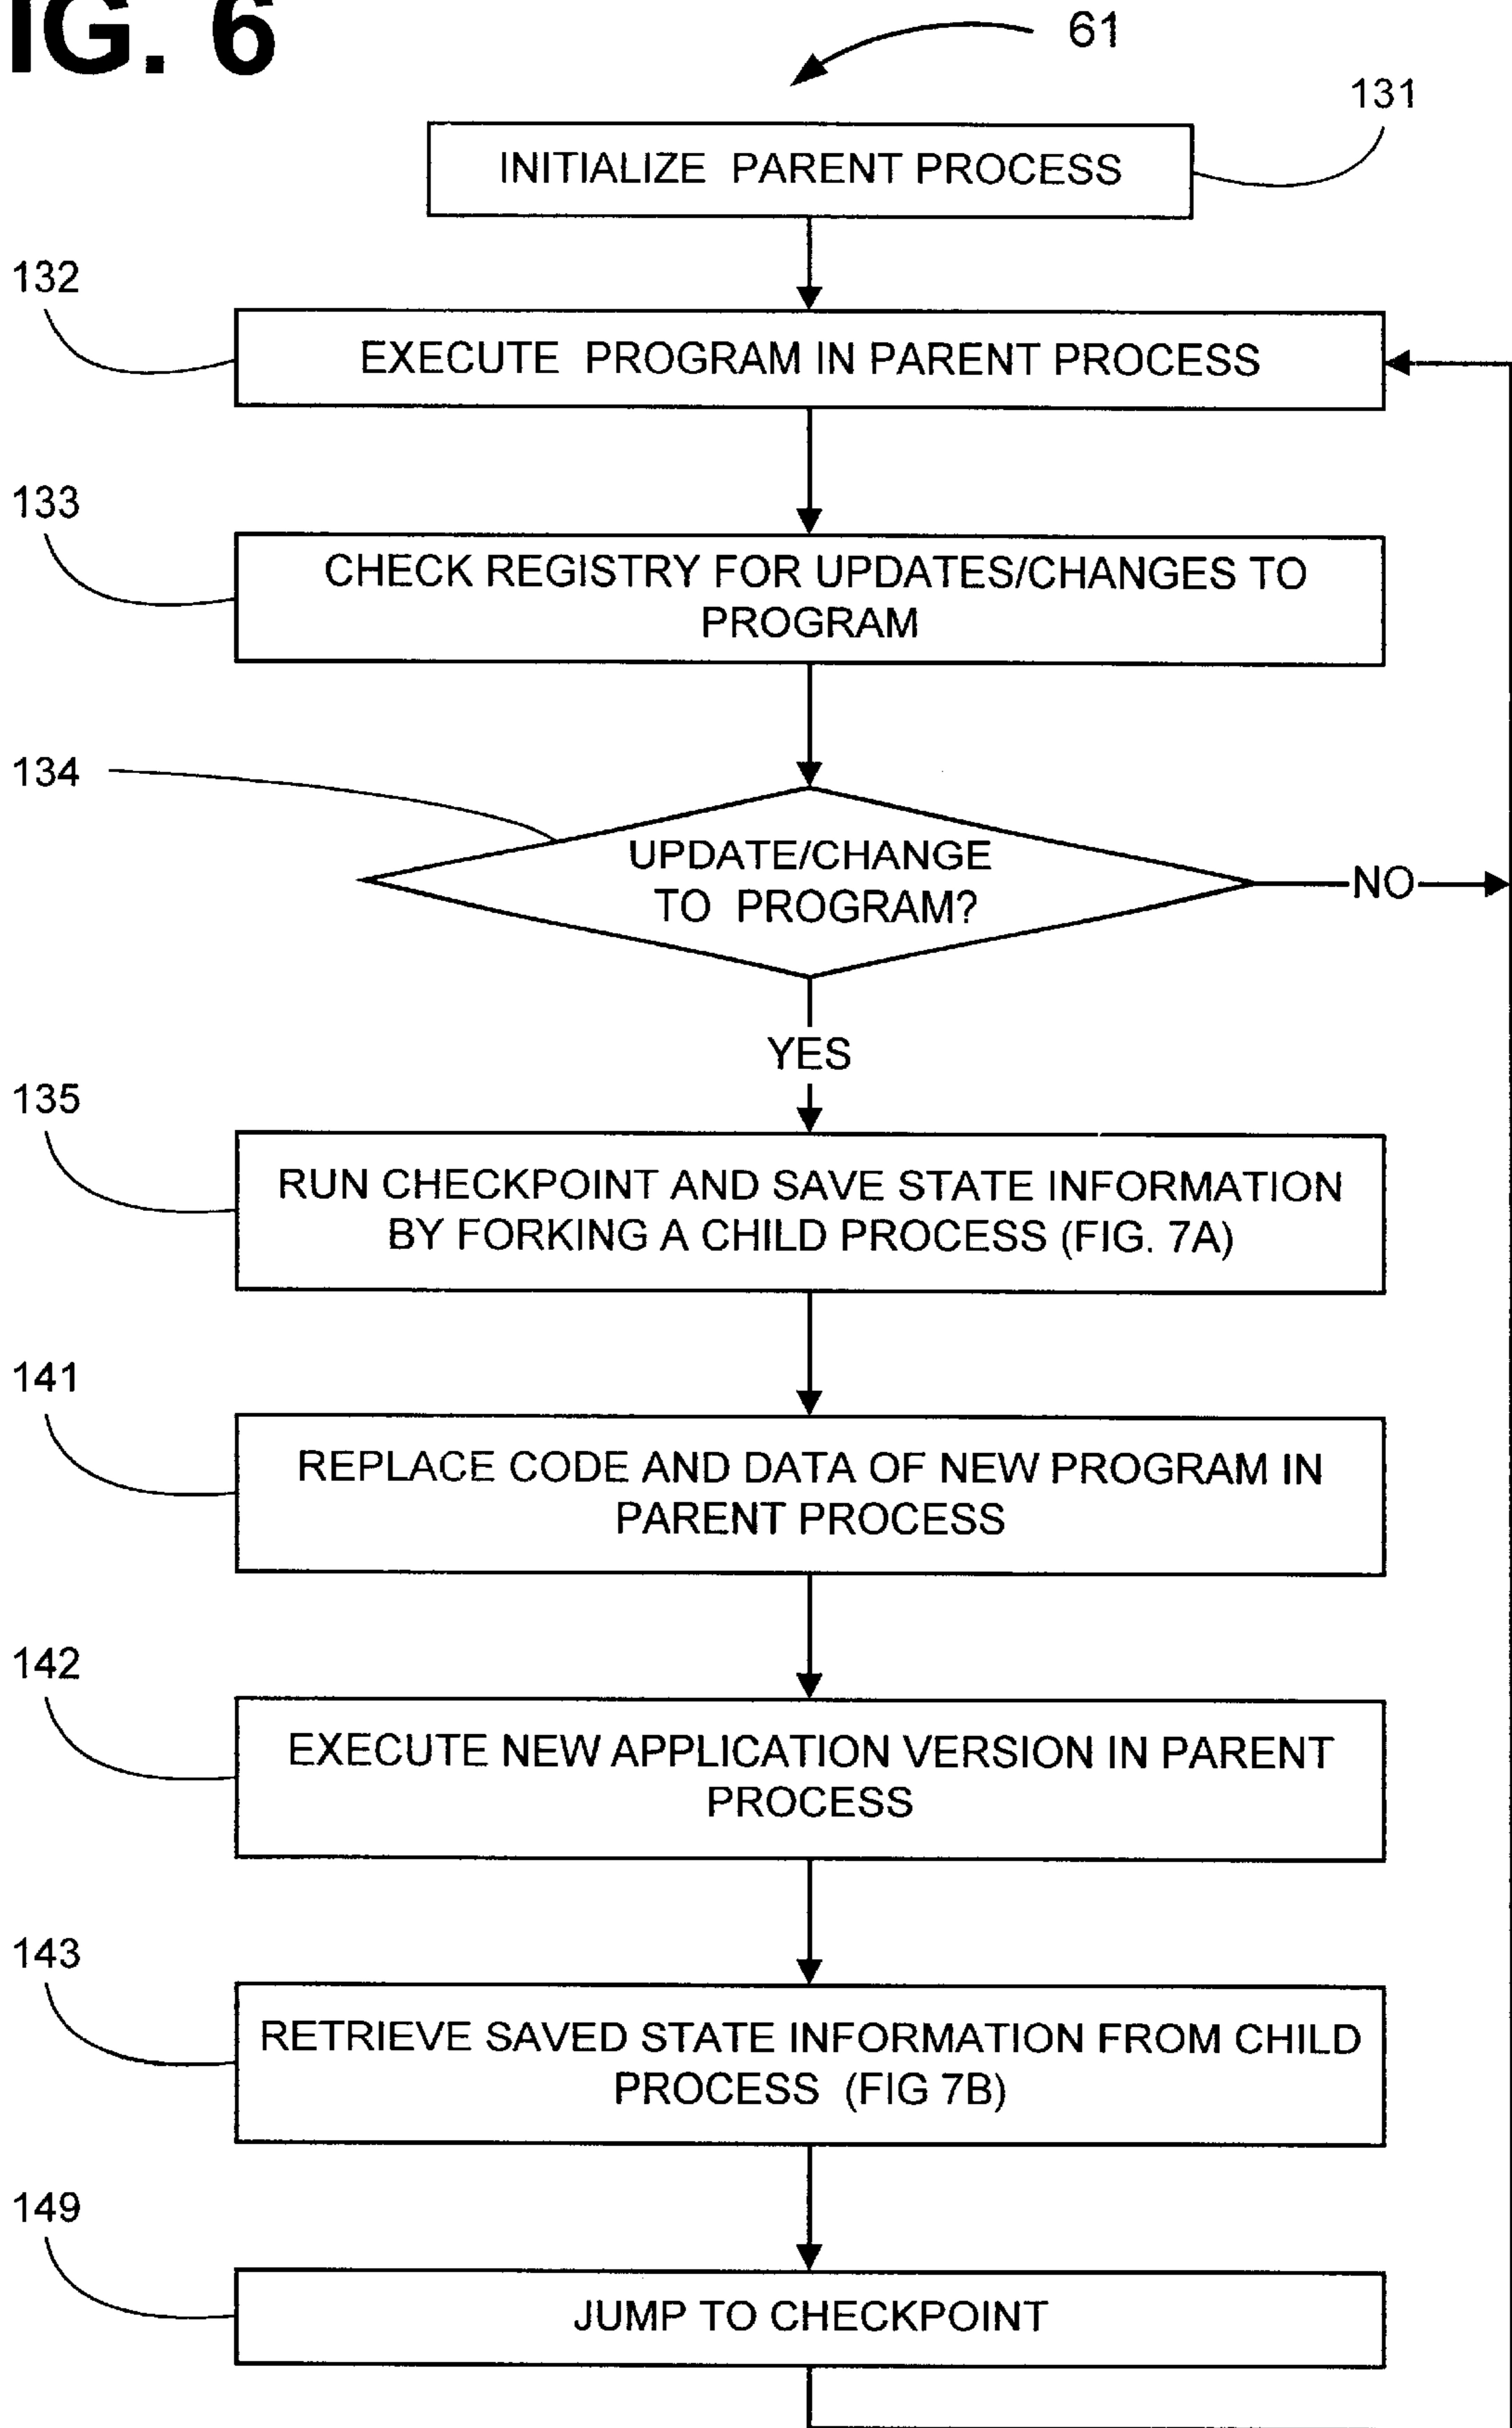 IG. 6
61
131
INITIALIZE PARENT PROCESS
132
EXECUTE PROGRAM IN PARENT PROCESS
133
CHECK REGISTRY FOR UPDATES/CHANGES TO
PROGRAM
134
UPDATE/CHANGE
TO PROGRAM?
NO
YES
135
RUN CHECKPOINT AND SAVE STATE INFORMATION
BY FORKING A CHILD PROCESS (FIG. 7A)
141
REPLACE CODE AND DATA OF NEW PROGRAM IN
PARENT PROCESS
142
EXECUTE NEW APPLICATION VERSION IN PARENT
PROCESS
143
RETRIEVE SAVED STATE INFORMATION FROM CHILD
PROCESS (FIG 7B)
149
JUMP TO CHECKPOINT